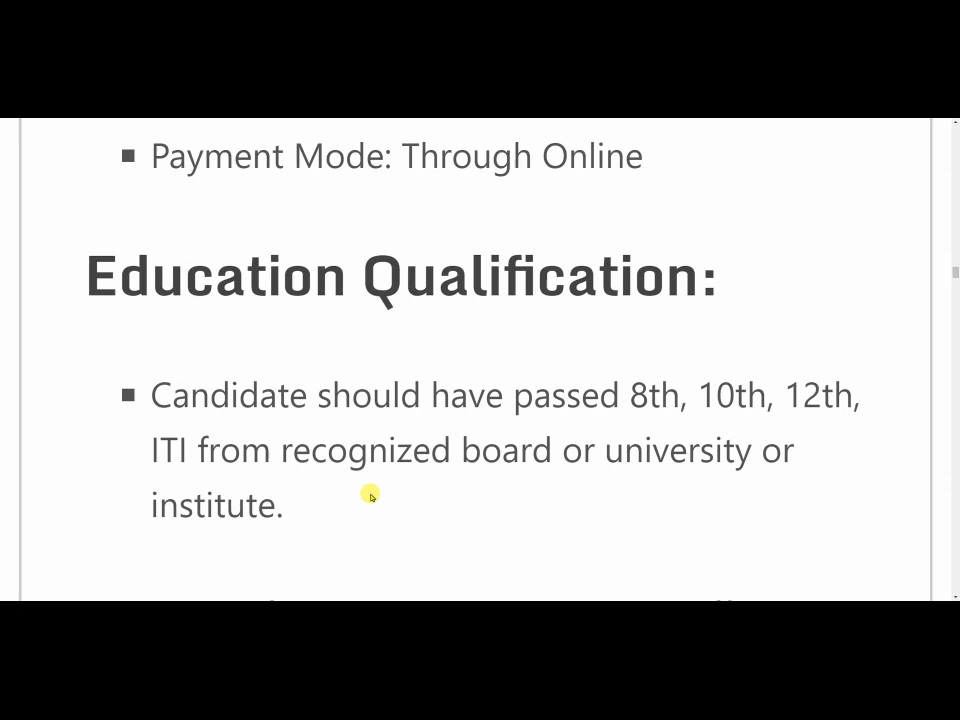 ▪ Payment Mode: Through Online
Education Qualification:
▪ Candidate should have passed 8th, 10th, 12th,
ITI from recognized board or university or
institute.